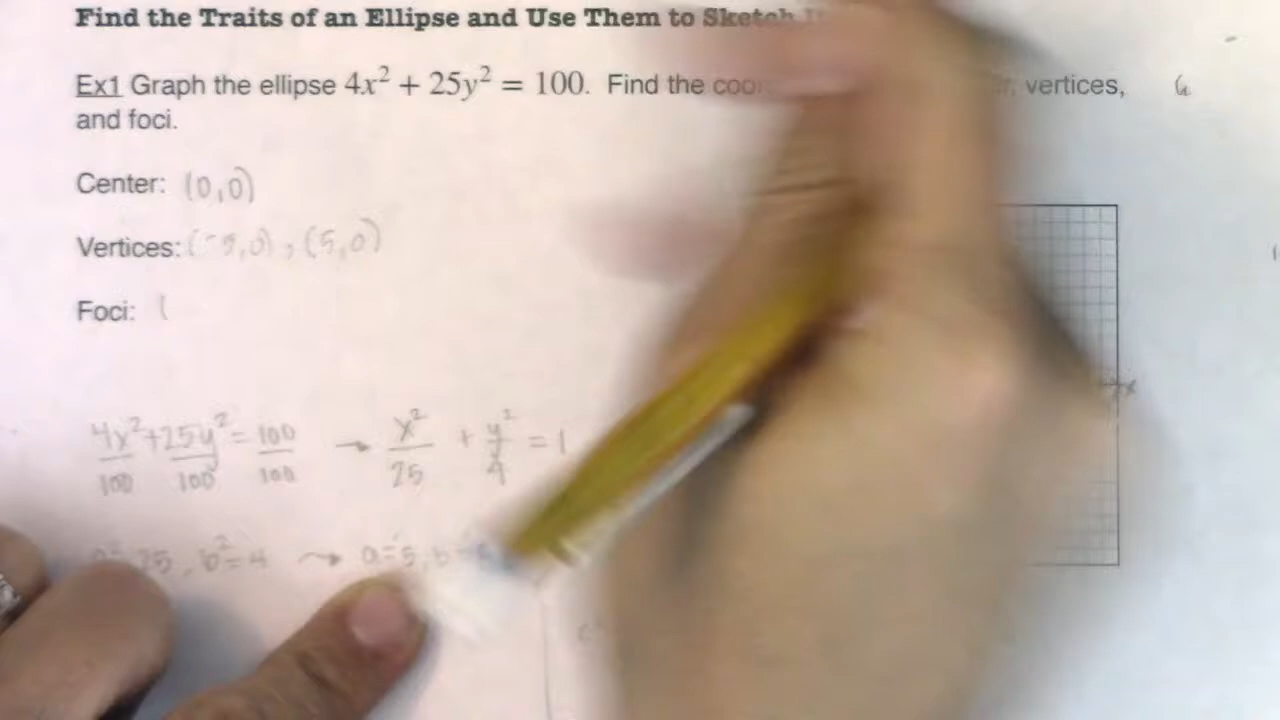 Find the Traits of an Ellipse and Use Them to Sketch
Ex1 Graph the ellipse 4x² + 25y² = 100. Find the vertices,
and foci.
Center: (0,0)
Vertices: (-5,0), (5,0)
Foci: (
4x²/100 + 25y²/100 = 100/100 → x²/25 + y²/4 = 1
25, b²=4 → a=5, b=
x